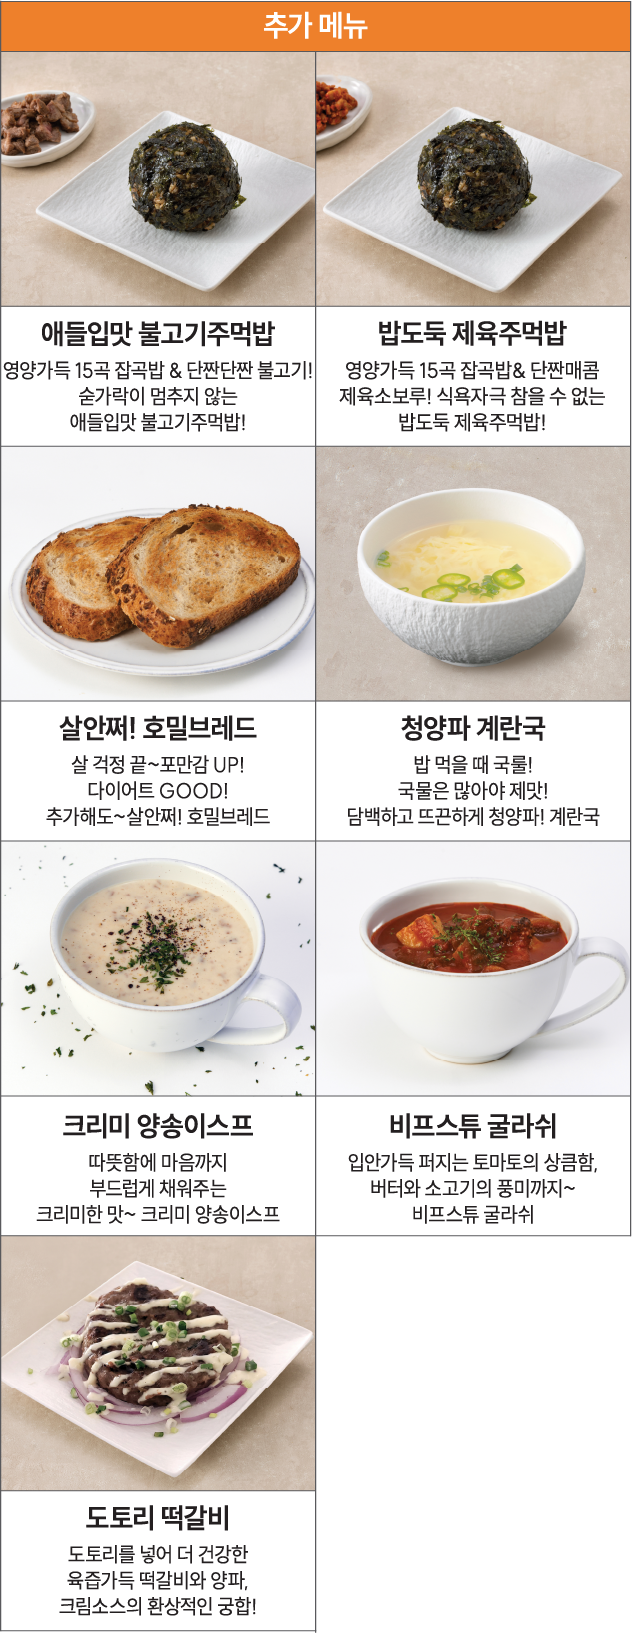 추가 메뉴
애들입맛 불고기주먹밥
영양가득 15곡 잡곡밥 & 단짠단짠 불고기!
숟가락이 멈추지 않는
애들입맛 불고기주먹밥!
밥도둑 제육주먹밥
영양가득 15곡 잡곡밥& 단짠매콤
제육소보루! 식욕자극 참을 수 없는
밥도둑 제육주먹밥!
살안쪄! 호밀브레드
살 걱정 끝~포만감 UP!
다이어트 GOOD!
추가해도~살안쪄! 호밀브레드
청양파 계란국
밥 먹을 때 국룰!
국물은 많아야 제맛!
담백하고 뜨끈하게 청양파! 계란국
크리미 양송이스프
따뜻함에 마음까지
부드럽게 채워주는
크리미한 맛~ 크리미 양송이스프
비프스튜 굴라쉬
입안가득 퍼지는 토마토의 상큼함,
버터와 소고기의 풍미까지~
비프스튜 굴라쉬
도토리 떡갈비
도토리를 넣어 더 건강한
육즙가득 떡갈비와 양파,
크림소스의 환상적인 궁합!